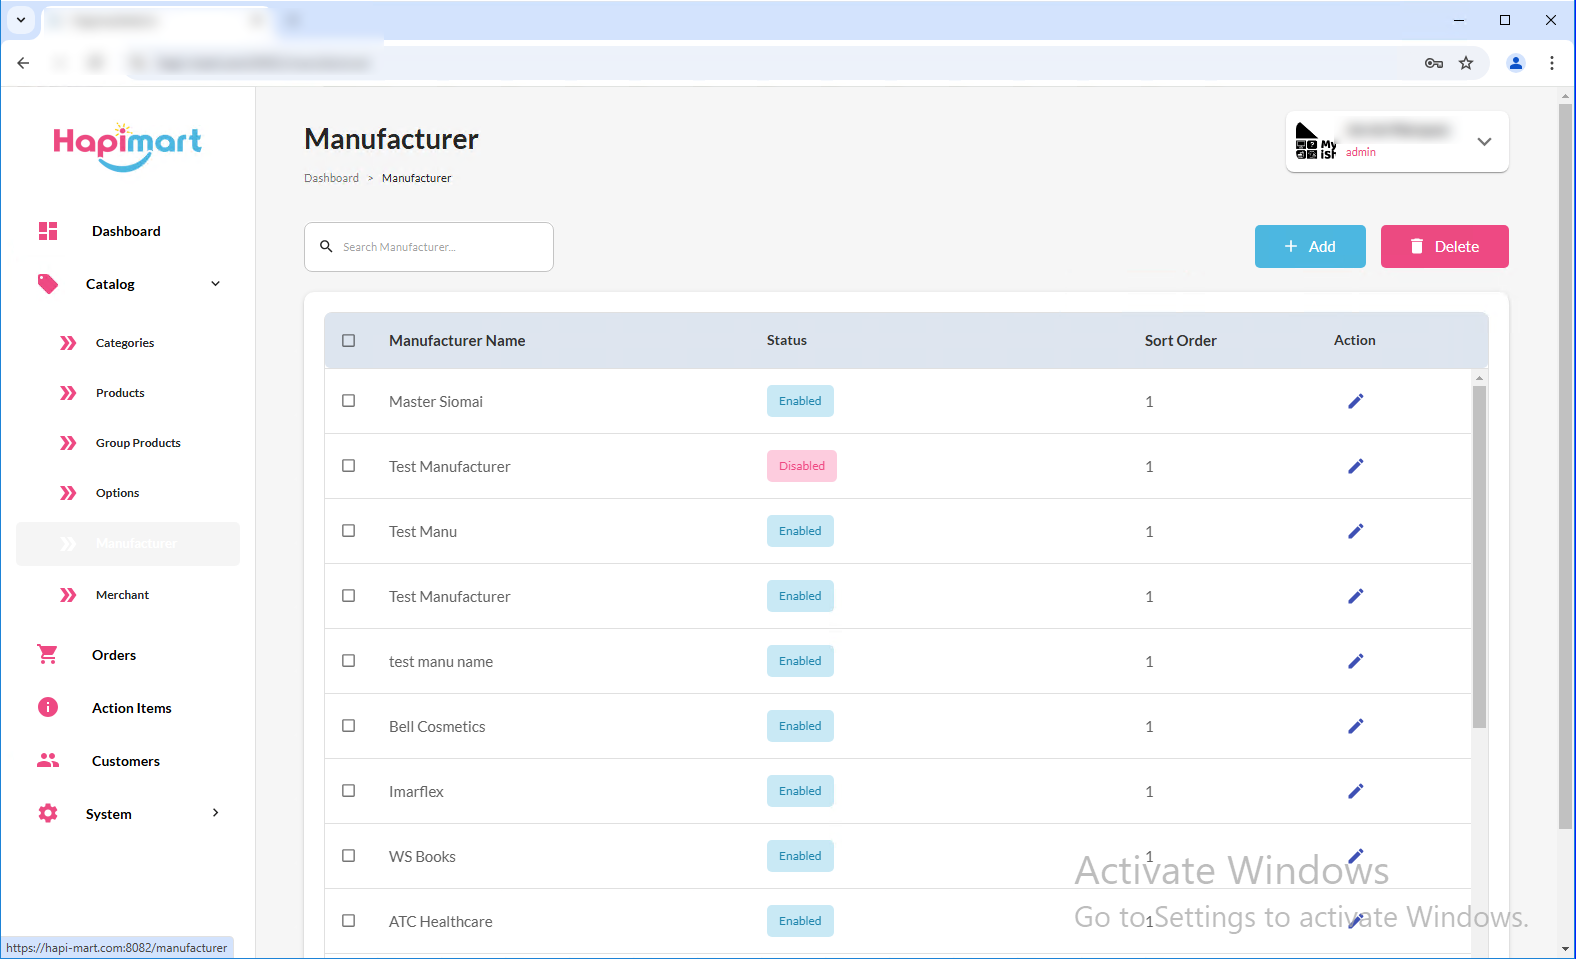 Hapimart
Dashboard
Catalog
Categories
Products
Group Products
Options
Manufacturer
Merchant
Orders
Action Items
Customers
System
https://hapi-mart.com:8082/manufacturer
Manufacturer
Dashboard > Manufacturer
My
admin
Search Manufacturer...
+ Add
Delete
Manufacturer Name Status Sort Order Action
Master Siomai Enabled 1
Test Manufacturer Disabled 1
Test Manu Enabled 1
Test Manufacturer Enabled 1
test manu name Enabled 1
Bell Cosmetics Enabled 1
Imarflex Enabled 1
WS Books Enabled 1
ATC Healthcare Enabled 1
Activate Windows
Go to Settings to activate Windows.